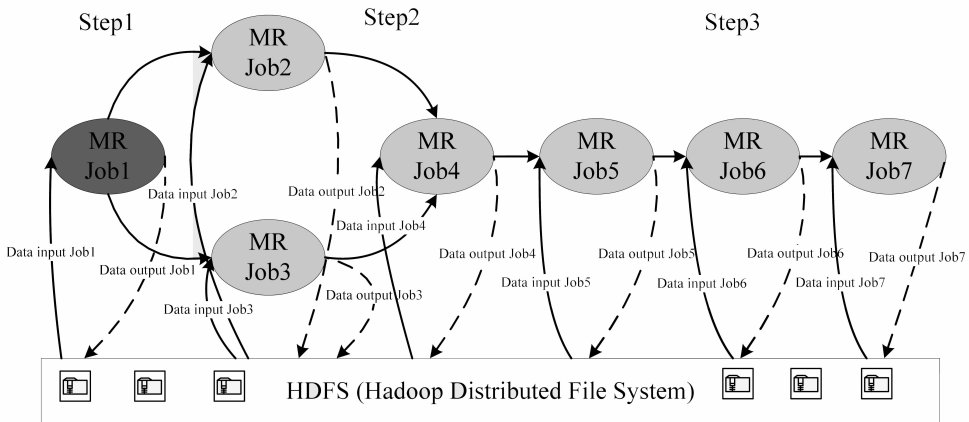 Step1
Step2
Step3
MR
Job2
MR
Job1
MR
Job4
MR
Job5
MR
Job6
MR
Job7
Data input Job2
Data output Job2
Data input Job4
MR
Job3
Data input Job1
Data output Job1
Data output Job4
Data output Job5
Data output Job6
Data output Job7
Data input Job3
Data output Job3
Data input Job5
Data input Job6
Data input Job7
HDFS (Hadoop Distributed File System)